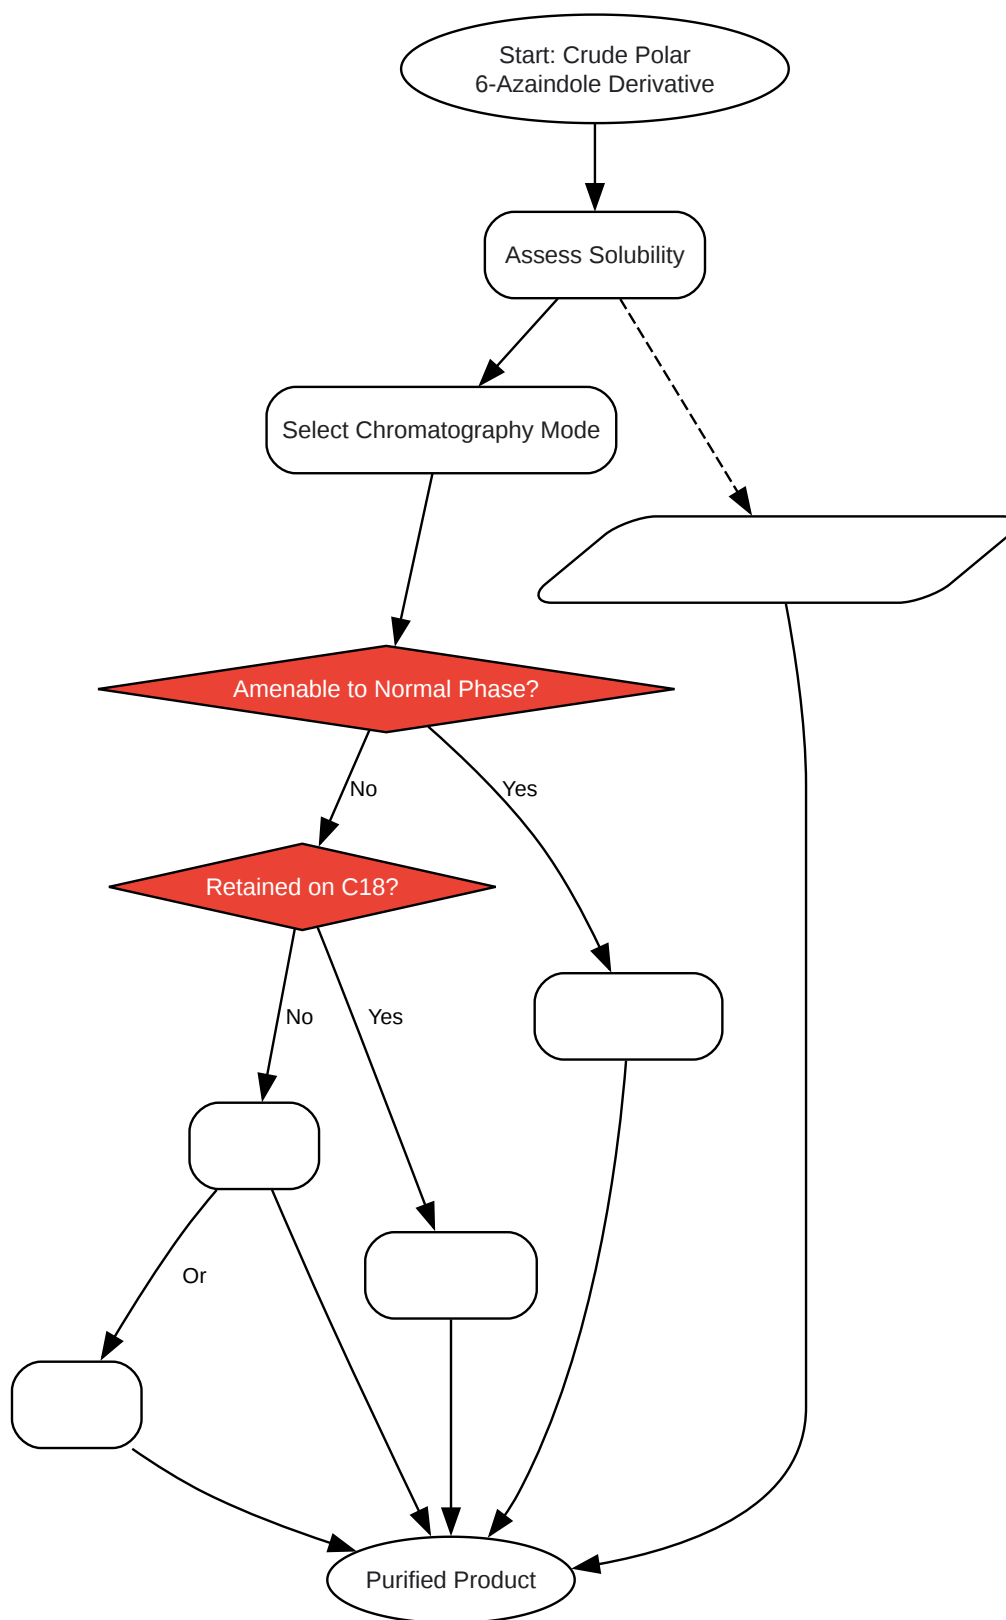 Start: Crude Polar
6-Azaindole Derivative
Assess Solubility
Select Chromatography Mode
Amenable to Normal Phase?
No
Yes
Retained on C18?
No
Yes
Or
Purified Product